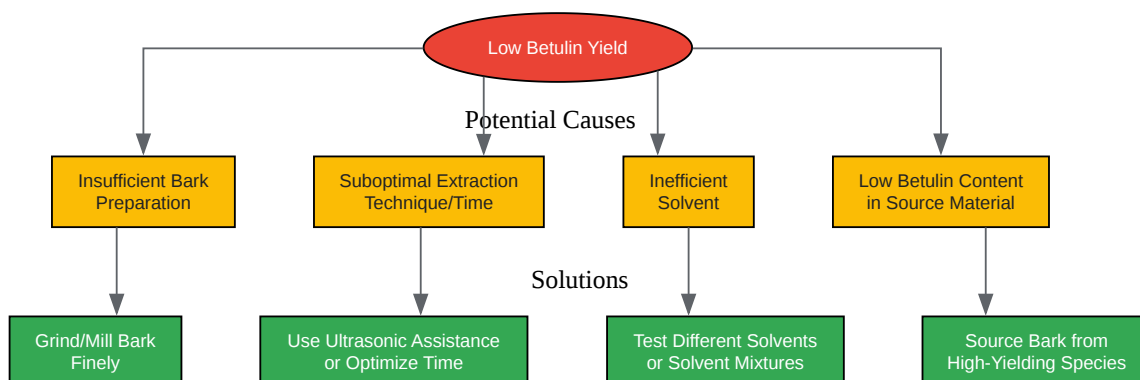 Low Betulin Yield
Potential Causes
Insufficient Bark
Preparation
Suboptimal Extraction
Technique/Time
Inefficient
Solvent
Low Betulin Content
in Source Material
Solutions
Grind/Mill Bark
Finely
Use Ultrasonic Assistance
or Optimize Time
Test Different Solvents
or Solvent Mixtures
Source Bark from
High-Yielding Species